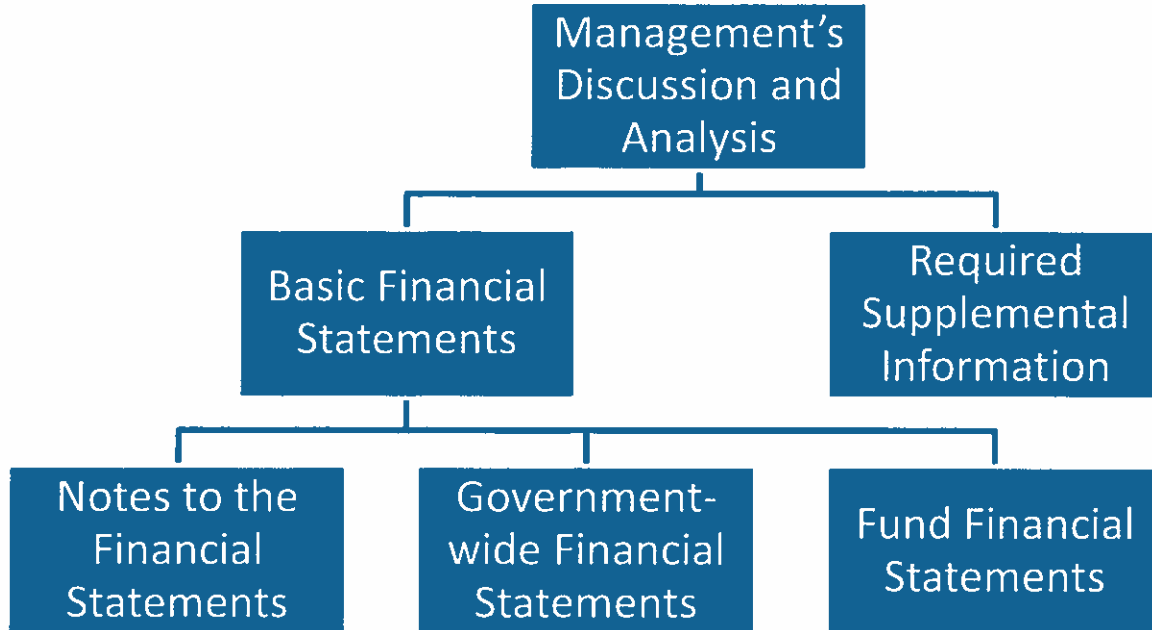 Management's
Discussion and
Analysis
Basic Financial
Statements
Required
Supplemental
Information
Notes to the
Financial
Statements
Government-
wide Financial
Statements
Fund Financial
Statements